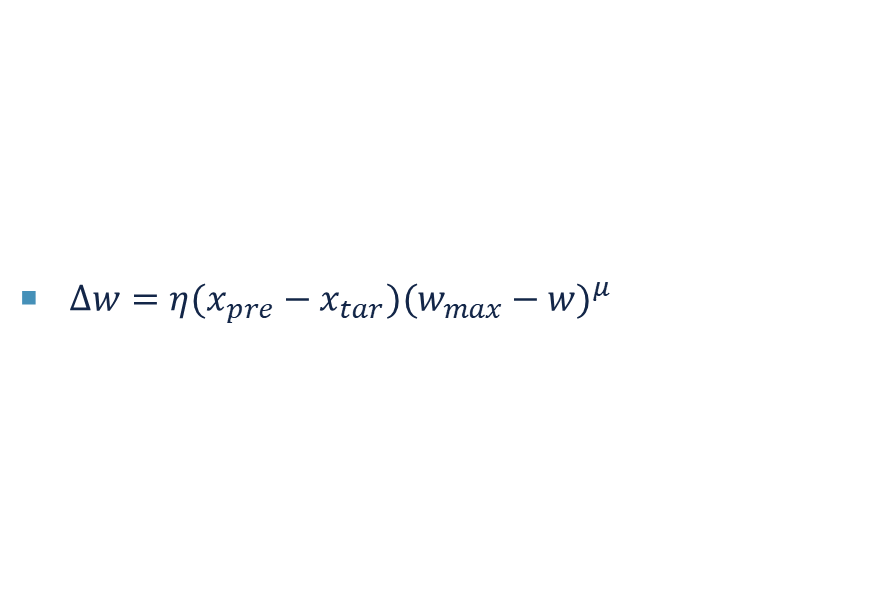 ▪ Δw = η(x_pre − x_tar)(w_max − w)^μ